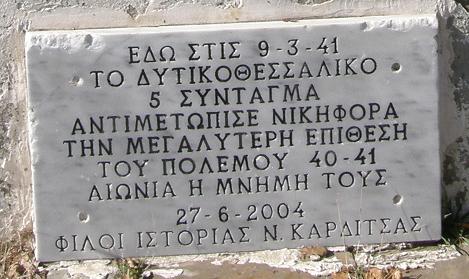 ΕΔΩ ΣΤΙΣ 9-3-41
ΤΟ ΔΥΤΙΚΟΘΕΣΣΑΛΙΚΟ
5 ΣΥΝΤΑΓΜΑ
ΑΝΤΙΜΕΤΩΠΙΣΕ ΝΙΚΗΦΟΡΑ
ΤΗΝ ΜΕΓΑΛΥΤΕΡΗ ΕΠΙΘΕΣΗ
ΤΟΥ ΠΟΛΕΜΟΥ 40-41
ΑΙΩΝΙΑ Η ΜΝΗΜΗ ΤΟΥΣ
27-6-2004
ΦΙΛΟΙ ΙΣΤΟΡΙΑΣ Ν. ΚΑΡΔΙΤΣΑΣ